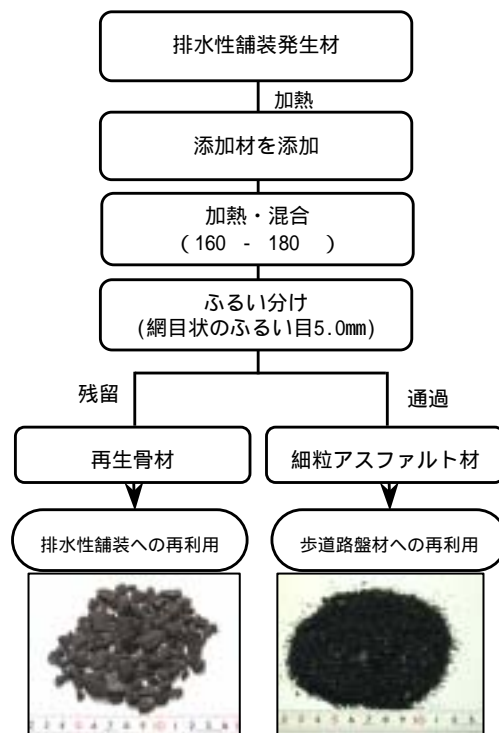 排水性舗装発生材
加熱
添加材を添加
加熱・混合
(160 - 180 )
ふるい分け
(網目状のふるい目5.0mm)
残留
通過
再生骨材
細粒アスファルト材
排水性舗装への再利用
歩道路盤材への再利用